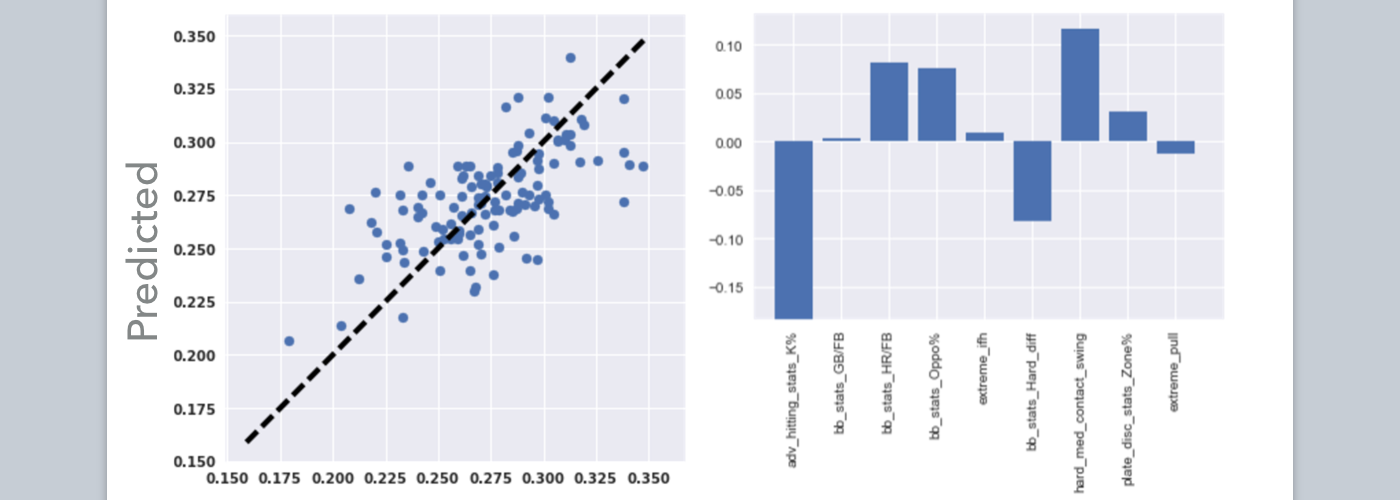 Predicted
0.350
0.325
0.300
0.275
0.250
0.225
0.200
0.175
0.150
0.150 0.175 0.200 0.225 0.250 0.275 0.300 0.325 0.350
0.10
0.05
0.00
−0.05
−0.10
−0.15
adv_hitting_stats_K%
bb_stats_GB/FB
bb_stats_HR/FB
bb_stats_Oppo%
extreme_ifh
bb_stats_Hard_diff
hard_med_contact_swing
plate_disc_stats_Zone%
extreme_pull